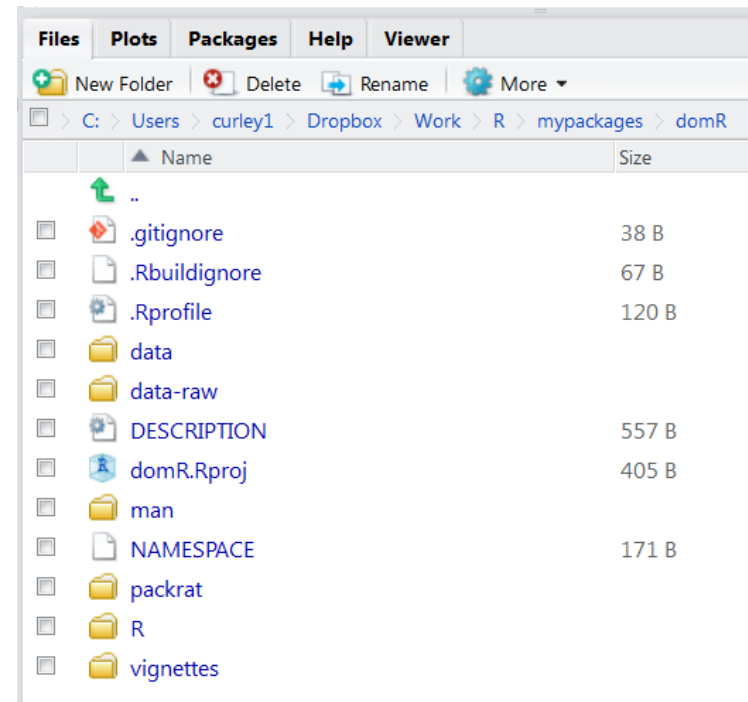 Files Plots Packages Help Viewer
New Folder Delete Rename More
C: > Users > curley1 > Dropbox > Work > R > mypackages > domR
Name Size
..
.gitignore 38 B
.Rbuildignore 67 B
.Rprofile 120 B
data
data-raw
DESCRIPTION 557 B
domR.Rproj 405 B
man
NAMESPACE 171 B
packrat
R
vignettes